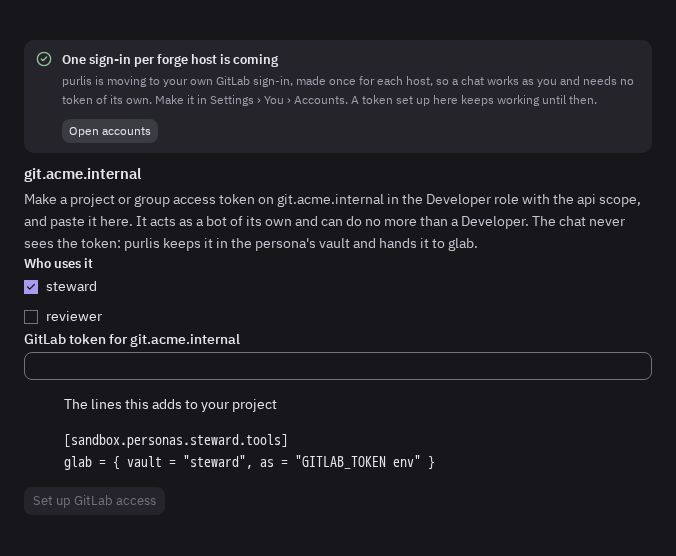 One sign-in per forge host is coming
purlis is moving to your own GitLab sign-in, made once for each host, so a chat works as you and needs no
token of its own. Make it in Settings › You › Accounts. A token set up here keeps working until then.
Open accounts
git.acme.internal
Make a project or group access token on git.acme.internal in the Developer role with the api scope,
and paste it here. It acts as a bot of its own and can do no more than a Developer. The chat never
sees the token: purlis keeps it in the persona's vault and hands it to glab.
Who uses it
steward
reviewer
GitLab token for git.acme.internal
The lines this adds to your project
[sandbox.personas.steward.tools]
glab = { vault = "steward", as = "GITLAB_TOKEN env" }
Set up GitLab access